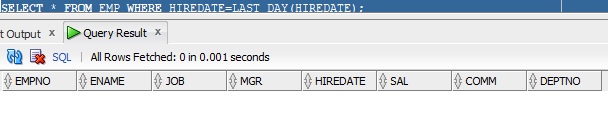 SELECT * FROM EMP WHERE HIREDATE=LAST_DAY(HIREDATE);
t Output x Query Result x
SQL | All Rows Fetched: 0 in 0.001 seconds
EMPNO ENAME JOB MGR HIREDATE SAL COMM DEPTNO